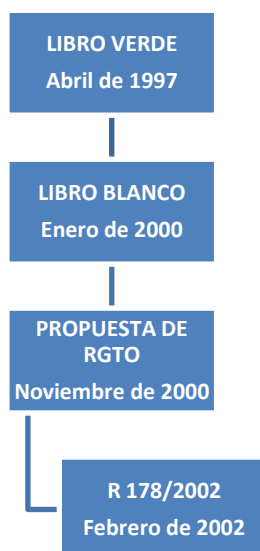 LIBRO VERDE
Abril de 1997
LIBRO BLANCO
Enero de 2000
PROPUESTA DE
RGTO
Noviembre de 2000
R 178/2002
Febrero de 2002